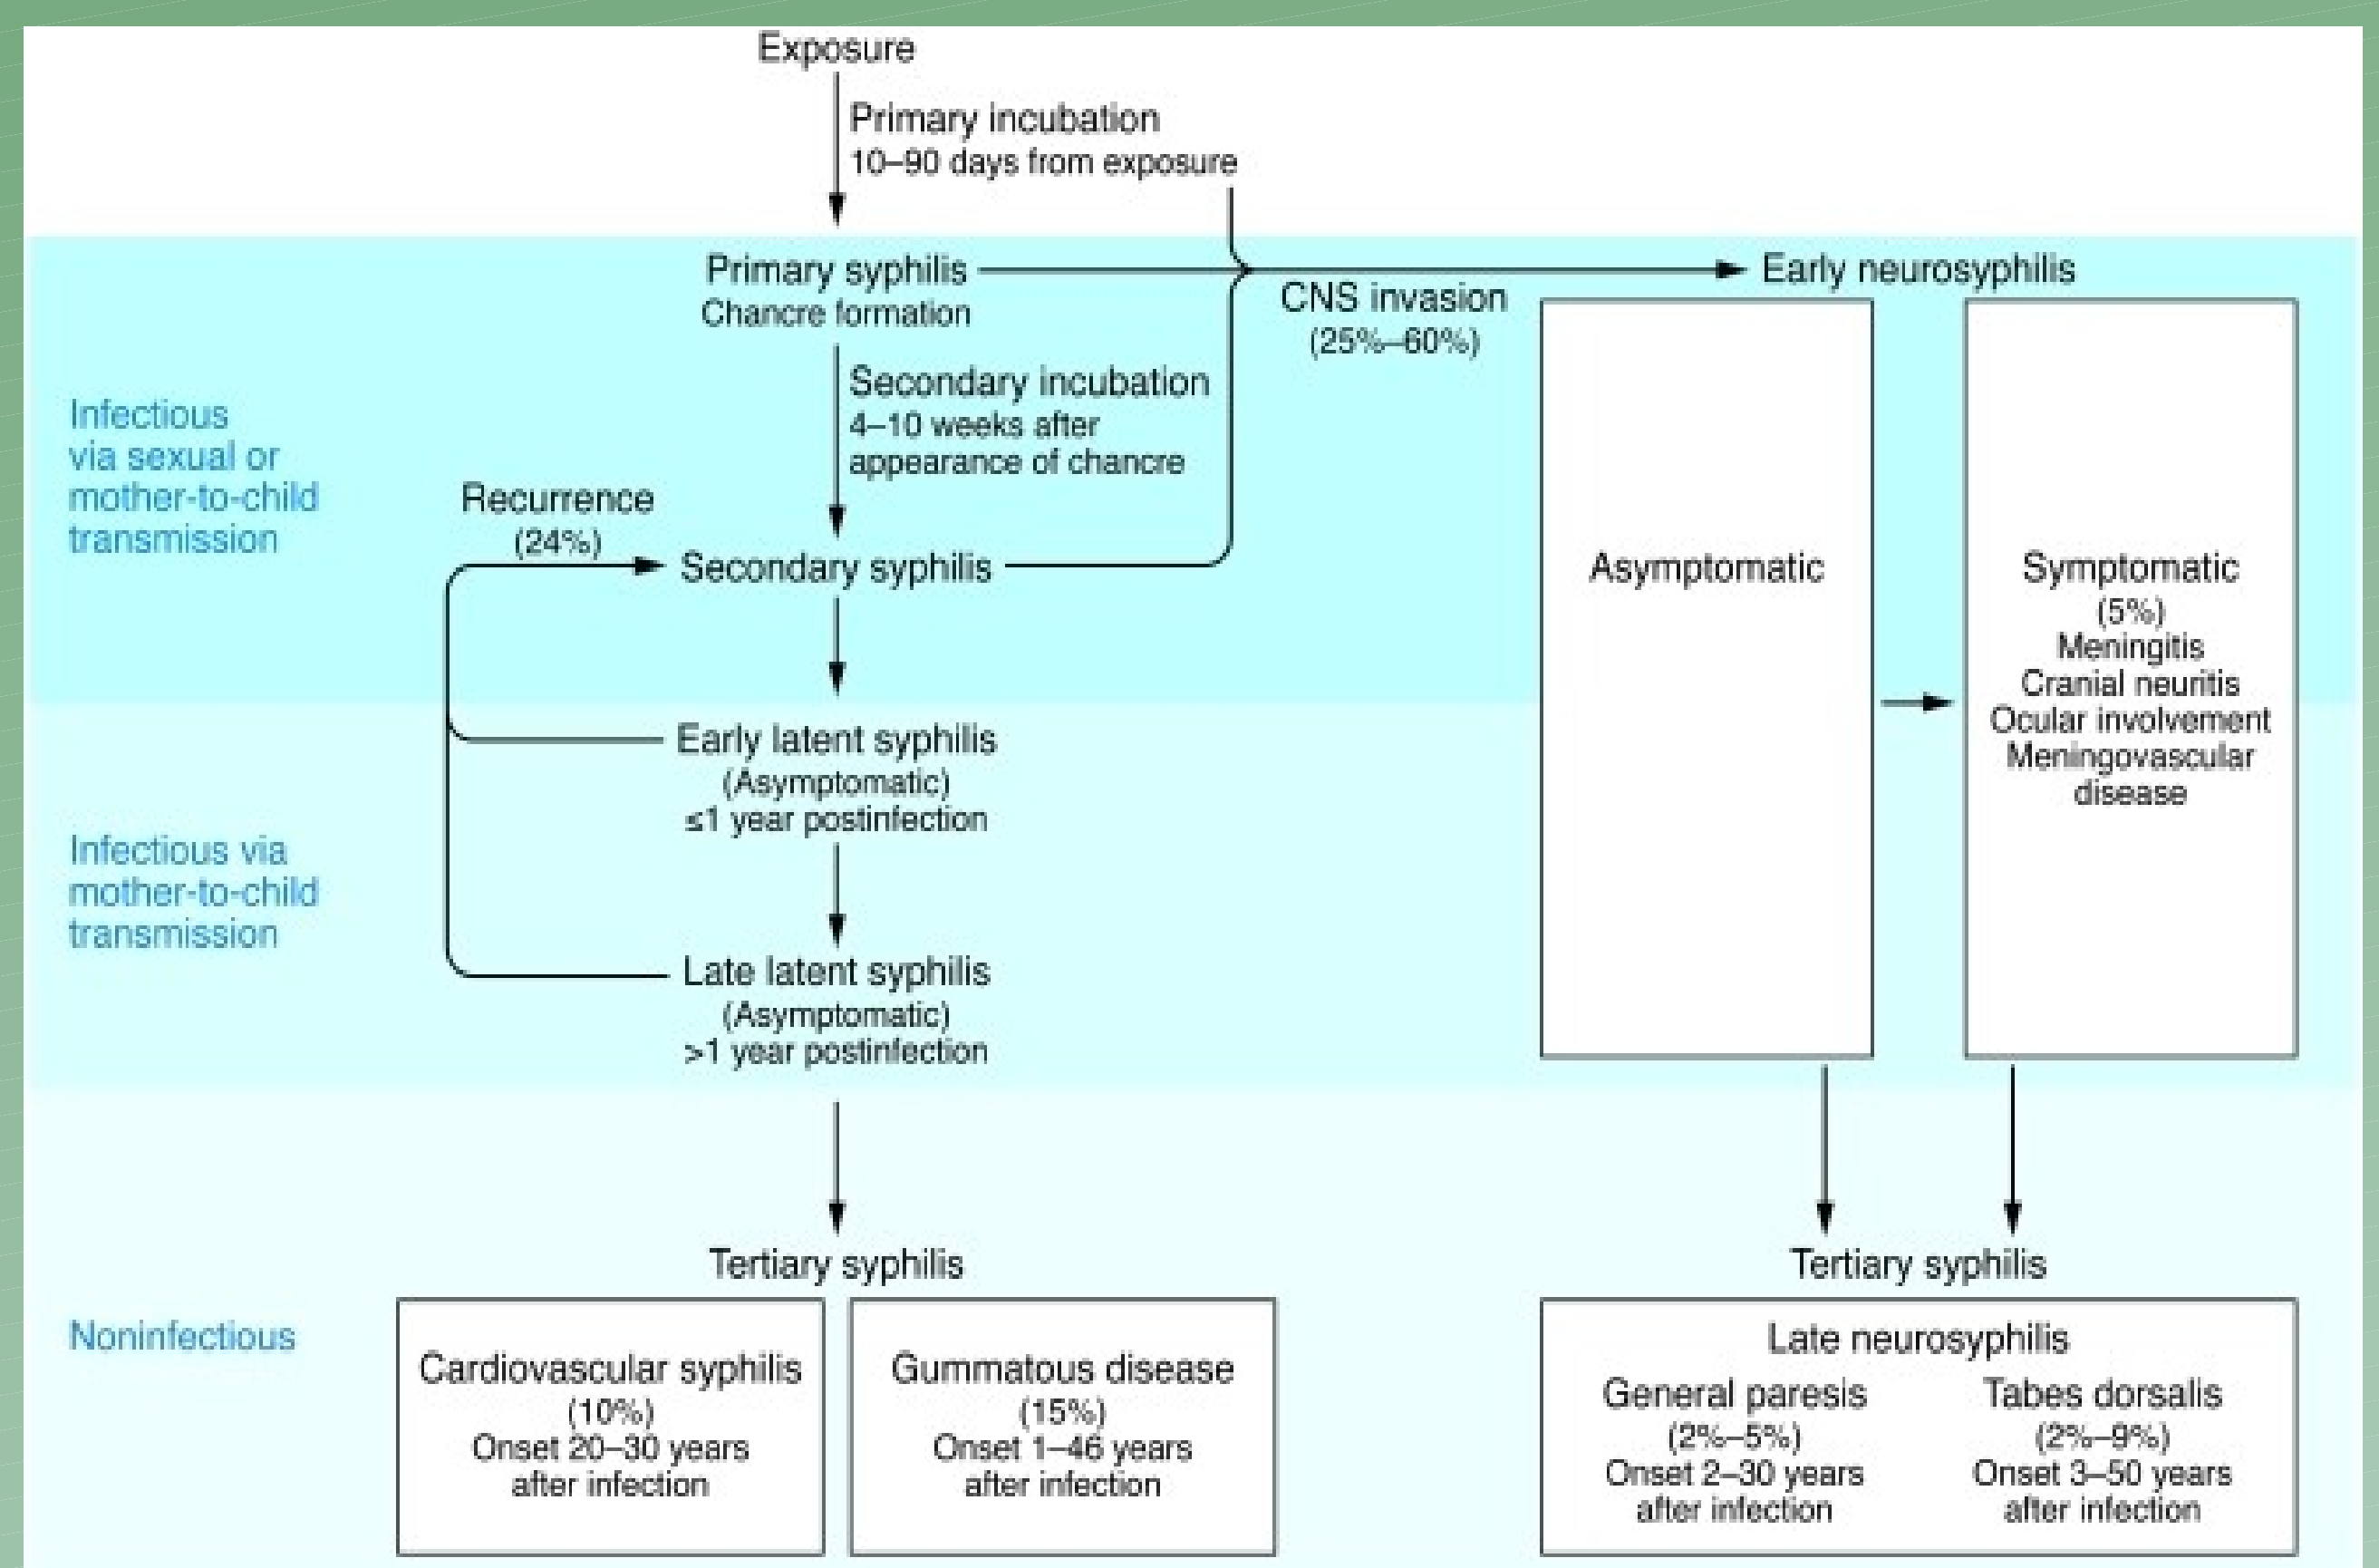 Exposure
Primary incubation
10–90 days from exposure
Primary syphilis
Chancre formation
Early neurosyphilis
CNS invasion
(25%–60%)
Secondary incubation
4–10 weeks after
appearance of chancre
Infectious
via sexual or
mother-to-child
transmission
Recurrence
(24%)
Secondary syphilis
Asymptomatic
Symptomatic
(5%)
Meningitis
Cranial neuritis
Ocular involvement
Meningovascular
disease
Early latent syphilis
(Asymptomatic)
≤1 year postinfection
Infectious via
mother-to-child
transmission
Late latent syphilis
(Asymptomatic)
>1 year postinfection
Tertiary syphilis
Tertiary syphilis
Noninfectious
Cardiovascular syphilis
(10%)
Onset 20–30 years
after infection
Gummatous disease
(15%)
Onset 1–46 years
after infection
Late neurosyphilis
General paresis
(2%–5%)
Onset 2–30 years
after infection
Tabes dorsalis
(2%–9%)
Onset 3–50 years
after infection